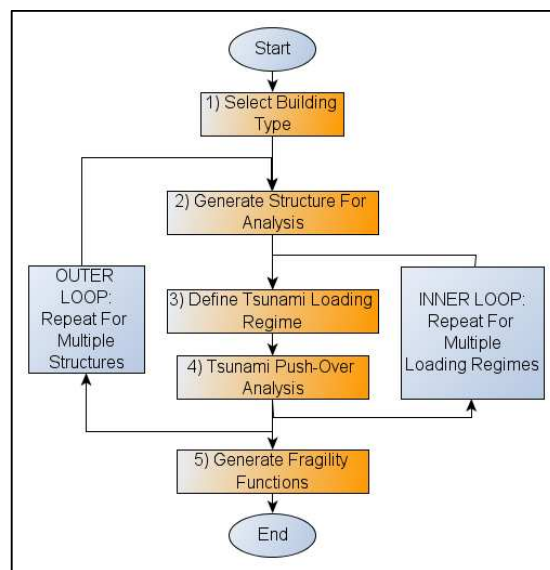 Start
1) Select Building
Type
2) Generate Structure For
Analysis
OUTER
LOOP:
Repeat For
Multiple
Structures
3) Define Tsunami Loading
Regime
INNER LOOP:
Repeat For
Multiple
Loading Regimes
4) Tsunami Push-Over
Analysis
5) Generate Fragility
Functions
End